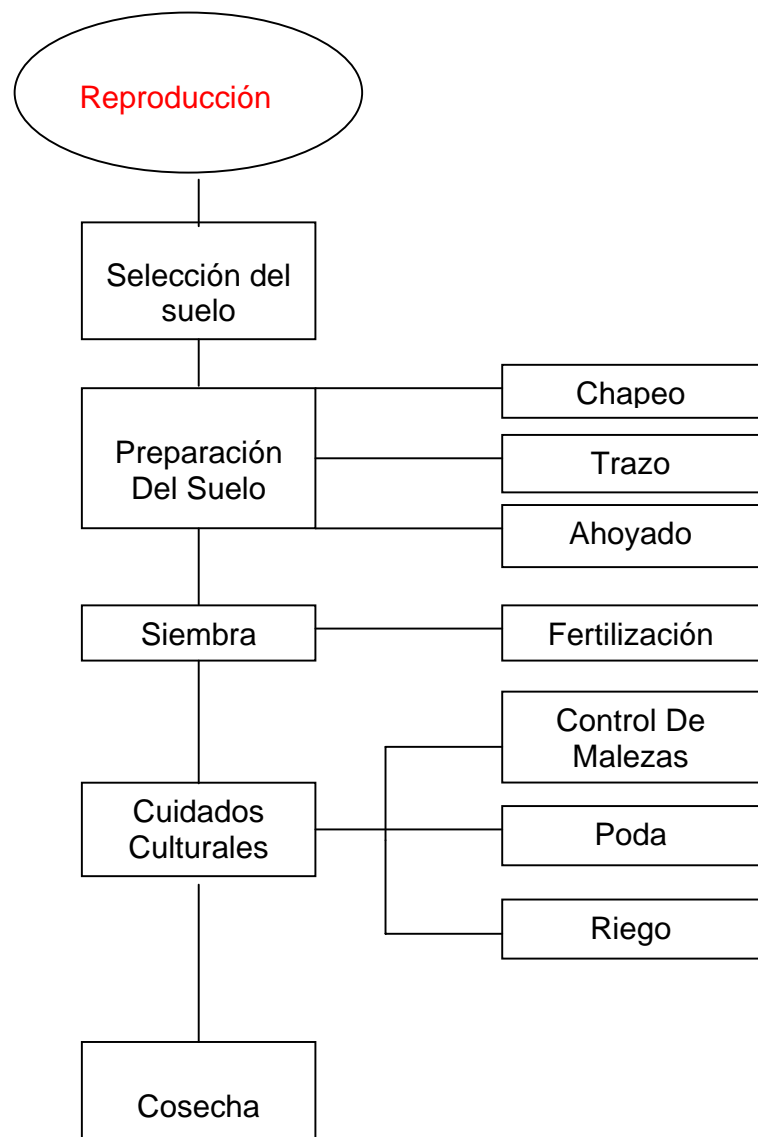 Reproducción
Selección del
suelo
Preparación
Del Suelo
Chapeo
Trazo
Ahoyado
Siembra
Fertilización
Cuidados
Culturales
Control De
Malezas
Poda
Riego
Cosecha